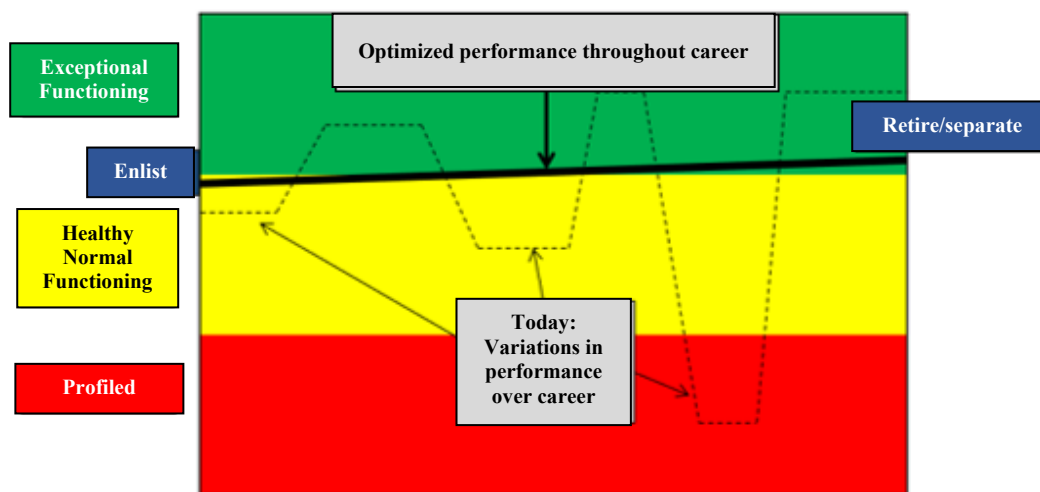 Optimized performance throughout career
Exceptional
Functioning
Retire/separate
Enlist
Healthy
Normal
Functioning
Today:
Variations in
performance
over career
Profiled